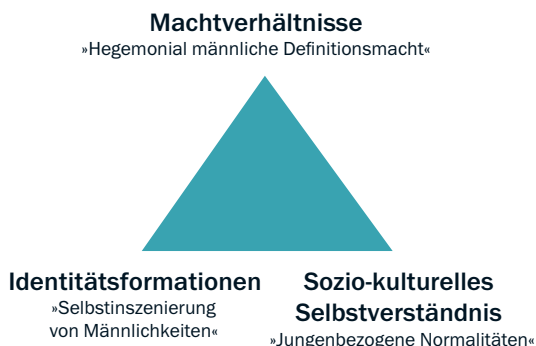 Machtverhältnisse
»Hegemonial männliche Definitionsmacht«
Identitätsformationen
»Selbstinszenierung
von Männlichkeiten«
Sozio-kulturelles
Selbstverständnis
»Jungenbezogene Normalitäten«